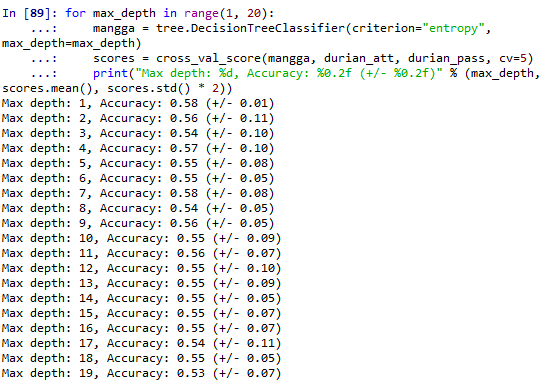 In [89]: for max_depth in range(1, 20):
    ...:     mangga = tree.DecisionTreeClassifier(criterion="entropy",
max_depth=max_depth)
    ...:     scores = cross_val_score(mangga, durian_att, durian_pass, cv=5)
    ...:     print("Max depth: %d, Accuracy: %0.2f (+/- %0.2f)" % (max_depth,
scores.mean(), scores.std() * 2))
Max depth: 1, Accuracy: 0.58 (+/- 0.01)
Max depth: 2, Accuracy: 0.56 (+/- 0.11)
Max depth: 3, Accuracy: 0.54 (+/- 0.10)
Max depth: 4, Accuracy: 0.57 (+/- 0.10)
Max depth: 5, Accuracy: 0.55 (+/- 0.08)
Max depth: 6, Accuracy: 0.55 (+/- 0.05)
Max depth: 7, Accuracy: 0.58 (+/- 0.08)
Max depth: 8, Accuracy: 0.54 (+/- 0.05)
Max depth: 9, Accuracy: 0.56 (+/- 0.05)
Max depth: 10, Accuracy: 0.55 (+/- 0.09)
Max depth: 11, Accuracy: 0.56 (+/- 0.07)
Max depth: 12, Accuracy: 0.55 (+/- 0.10)
Max depth: 13, Accuracy: 0.55 (+/- 0.09)
Max depth: 14, Accuracy: 0.55 (+/- 0.05)
Max depth: 15, Accuracy: 0.55 (+/- 0.07)
Max depth: 16, Accuracy: 0.55 (+/- 0.07)
Max depth: 17, Accuracy: 0.54 (+/- 0.11)
Max depth: 18, Accuracy: 0.55 (+/- 0.05)
Max depth: 19, Accuracy: 0.53 (+/- 0.07)